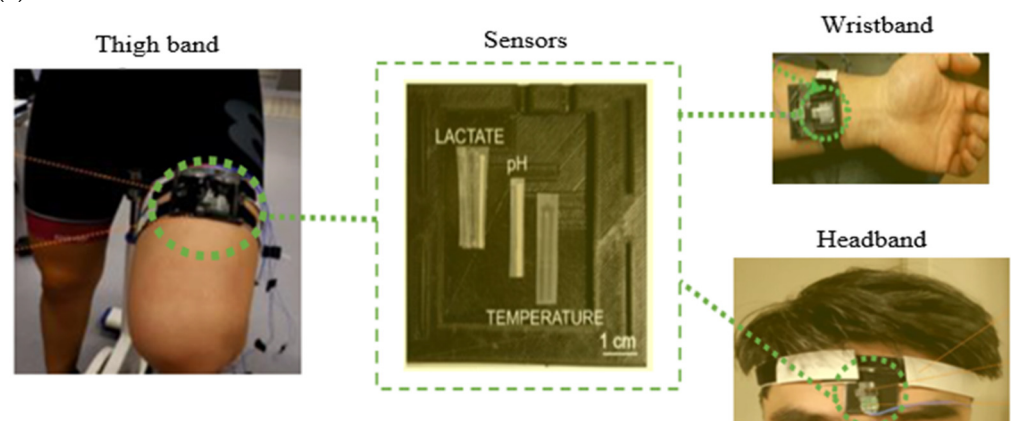 Thigh band
Sensors
Wristband
LACTATE
pH
TEMPERATURE
1 cm
Headband